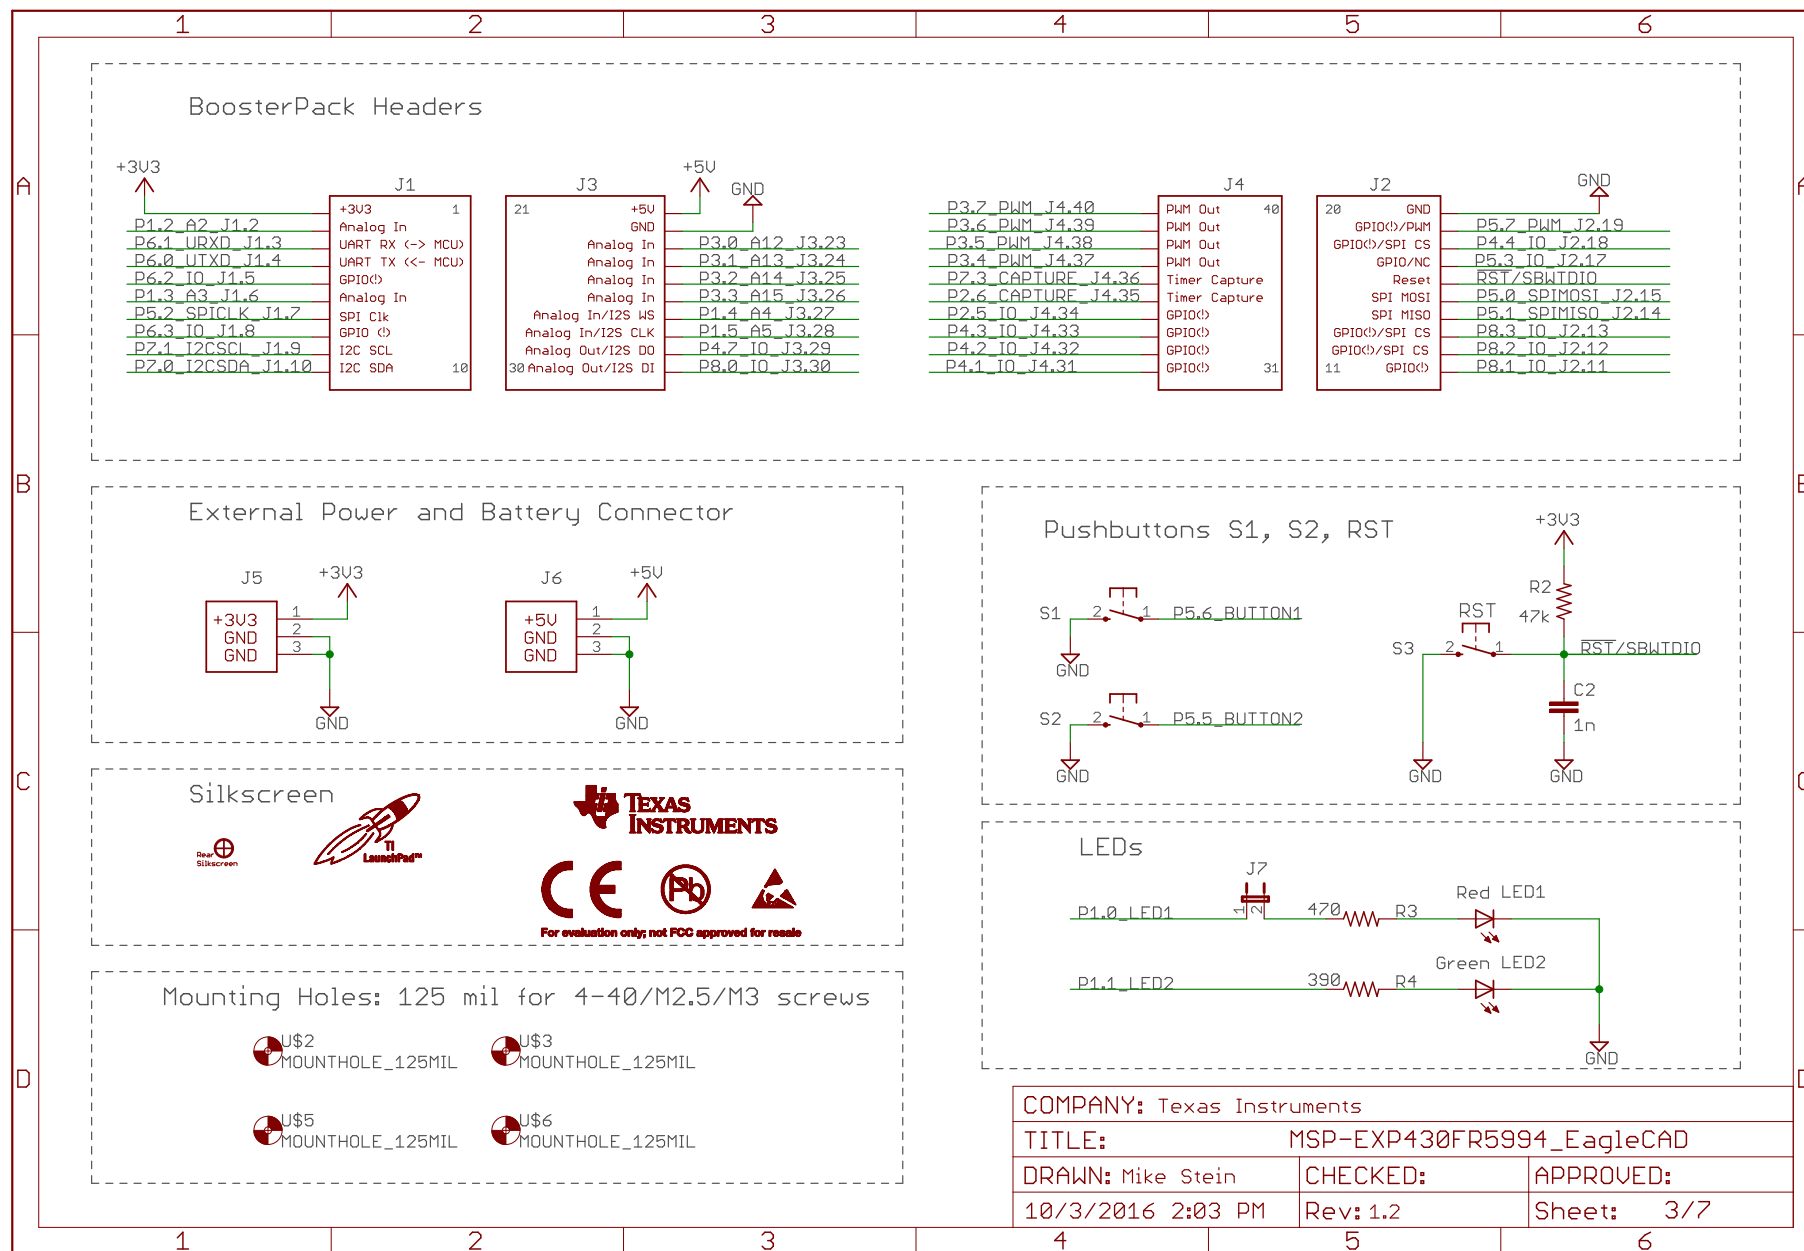 1 2 3 4 5 6
A A
BoosterPack Headers
+3V3
J1
+3V3 1
Analog In
UART RX (-> MCU)
UART TX (<- MCU)
GPIO(!)
Analog In
SPI Clk
GPIO (!)
I2C SCL
I2C SDA 10
P1.2_A2_J1.2
P6.1_URXD_J1.3
P6.0_UTXD_J1.4
P6.2_IO_J1.5
P1.3_A3_J1.6
P5.2_SPICLK_J1.7
P6.3_IO_J1.8
P7.1_I2CSCL_J1.9
P7.0_I2CSDA_J1.10
J3
+5V
GND
21 +5V
GND
Analog In
Analog In
Analog In
Analog In
Analog In/I2S WS
Analog In/I2S CLK
Analog Out/I2S DO
30 Analog Out/I2S DI
P3.0_A12_J3.23
P3.1_A13_J3.24
P3.2_A14_J3.25
P3.3_A15_J3.26
P1.4_A4_J3.27
P1.5_A5_J3.28
P4.7_IO_J3.29
P8.0_IO_J3.30
J4
P3.7_PWM_J4.40
P3.6_PWM_J4.39
P3.5_PWM_J4.38
P3.4_PWM_J4.37
P7.3_CAPTURE_J4.36
P2.6_CAPTURE_J4.35
P2.5_IO_J4.34
P4.3_IO_J4.33
P4.2_IO_J4.32
P4.1_IO_J4.31
PWM Out 40
PWM Out
PWM Out
PWM Out
Timer Capture
Timer Capture
GPIO(!)
GPIO(!)
GPIO(!)
GPIO(!) 31
J2
GND
20 GND
GPIO(!)/PWM
GPIO(!)/SPI CS
GPIO/NC
Reset
SPI MOSI
SPI MISO
GPIO(!)/SPI CS
GPIO(!)/SPI CS
11 GPIO(!)
P5.7_PWM_J2.19
P4.4_IO_J2.18
P5.3_IO_J2.17
RST/SBWTDIO
P5.0_SPIMOSI_J2.15
P5.1_SPIMISO_J2.14
P8.3_IO_J2.13
P8.2_IO_J2.12
P8.1_IO_J2.11
B B
External Power and Battery Connector
J5
+3V3
+3V3 1
GND 2
GND 3
GND
J6
+5V
+5V 1
GND 2
GND 3
GND
Pushbuttons S1, S2, RST
S1 2 1 P5.6_BUTTON1
GND
S2 2 1 P5.5_BUTTON2
GND
+3V3
R2
47k
RST
S3 2 1 RST/SBWTDIO
C2
1n
GND GND
C C
Silkscreen
Rear
Silkscreen
TI
LaunchPad™
TEXAS
INSTRUMENTS
CE
Pb
For evaluation only; not FCC approved for resale
LEDs
J7
P1.0_LED1 1 2 470 R3 Red LED1
P1.1_LED2 390 R4 Green LED2
GND
D D
Mounting Holes: 125 mil for 4-40/M2.5/M3 screws
U$2
MOUNTHOLE_125MIL
U$3
MOUNTHOLE_125MIL
U$5
MOUNTHOLE_125MIL
U$6
MOUNTHOLE_125MIL
COMPANY: Texas Instruments
TITLE: MSP-EXP430FR5994_EagleCAD
DRAWN: Mike Stein CHECKED: APPROVED:
10/3/2016 2:03 PM Rev: 1.2 Sheet: 3/7
1 2 3 4 5 6